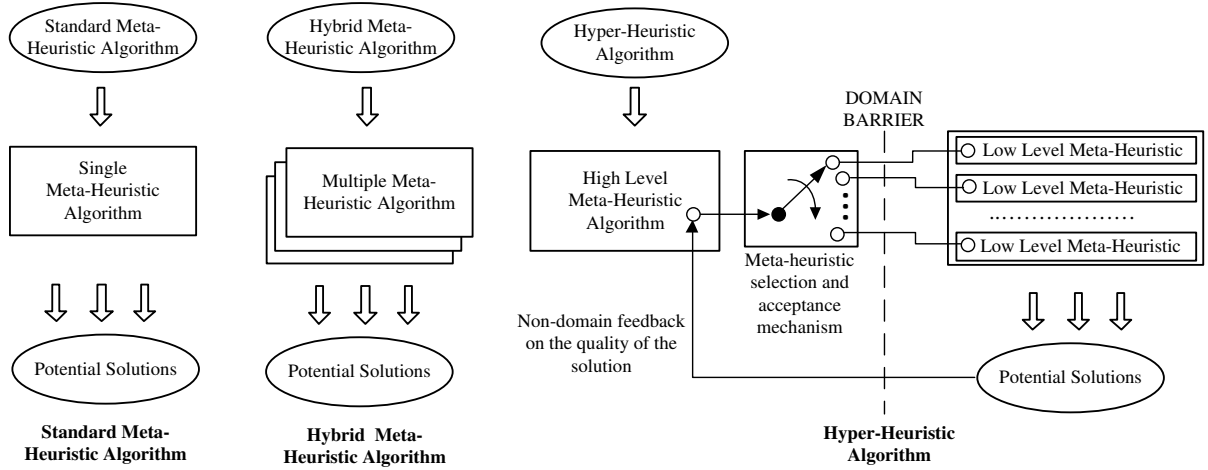 Standard Meta-
Heuristic Algorithm
Single
Meta-Heuristic
Algorithm
Potential Solutions
Standard Meta-
Heuristic Algorithm
Hybrid Meta-
Heuristic Algorithm
Multiple Meta-
Heuristic Algorithm
Potential Solutions
Hybrid Meta-
Heuristic Algorithm
Hyper-Heuristic
Algorithm
High Level
Meta-Heuristic
Algorithm
Meta-heuristic
selection and
acceptance
mechanism
DOMAIN
BARRIER
Low Level Meta-Heuristic
Low Level Meta-Heuristic
....................
Low Level Meta-Heuristic
Non-domain feedback
on the quality of the
solution
Potential Solutions
Hyper-Heuristic
Algorithm